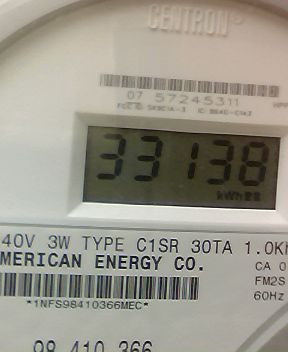 CENTRON®
07 57245311
33138
kWh
40V 3W TYPE C1SR 30TA 1.0K
MERICAN ENERGY CO.
CA 0
FM2S
*1NFS98410366MEC*
60Hz
98 410 366